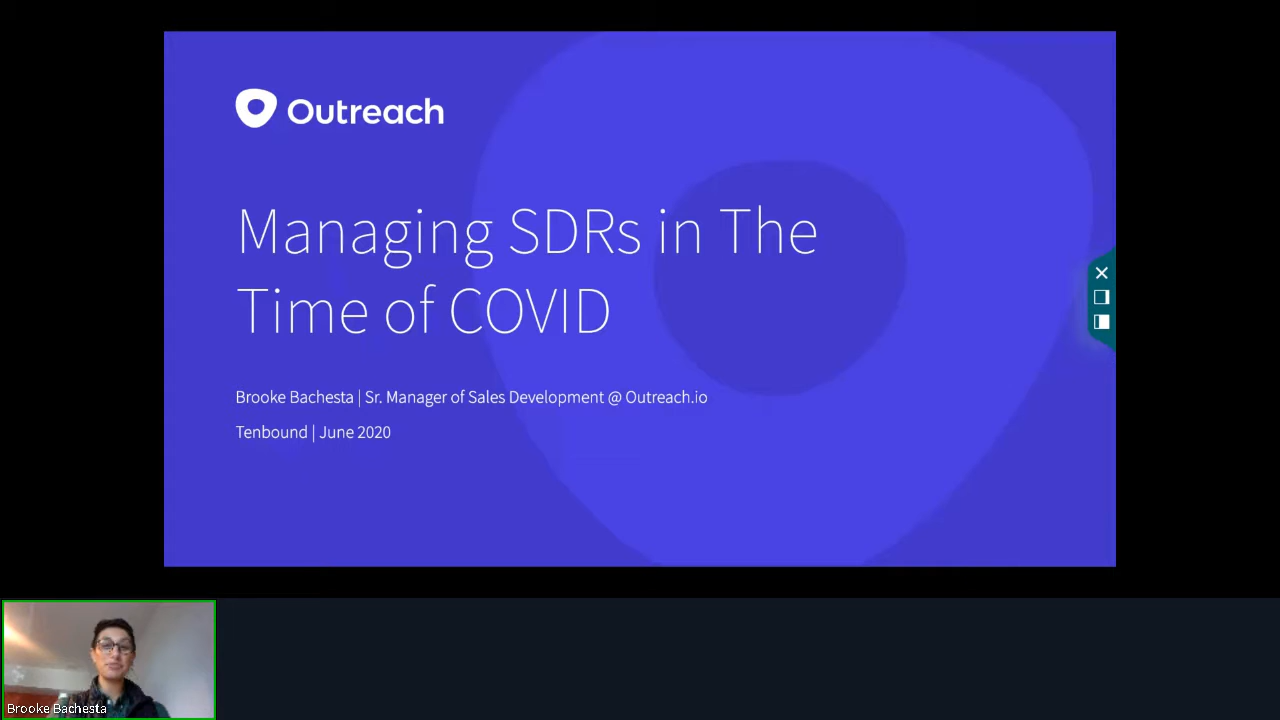 Outreach
Managing SDRs in The
Time of COVID
Brooke Bachesta | Sr. Manager of Sales Development @ Outreach.io
Tenbound | June 2020
Brooke Bachesta